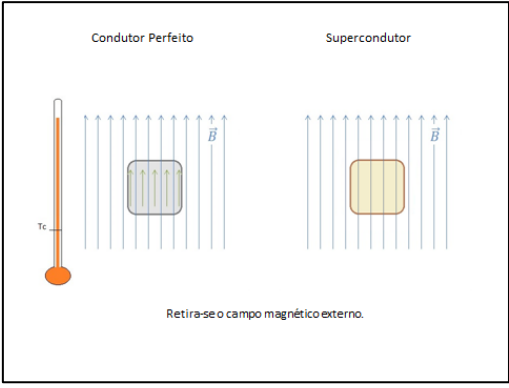 Condutor Perfeito
Supercondutor
B
B
Tc
Retira-se o campo magnético externo.